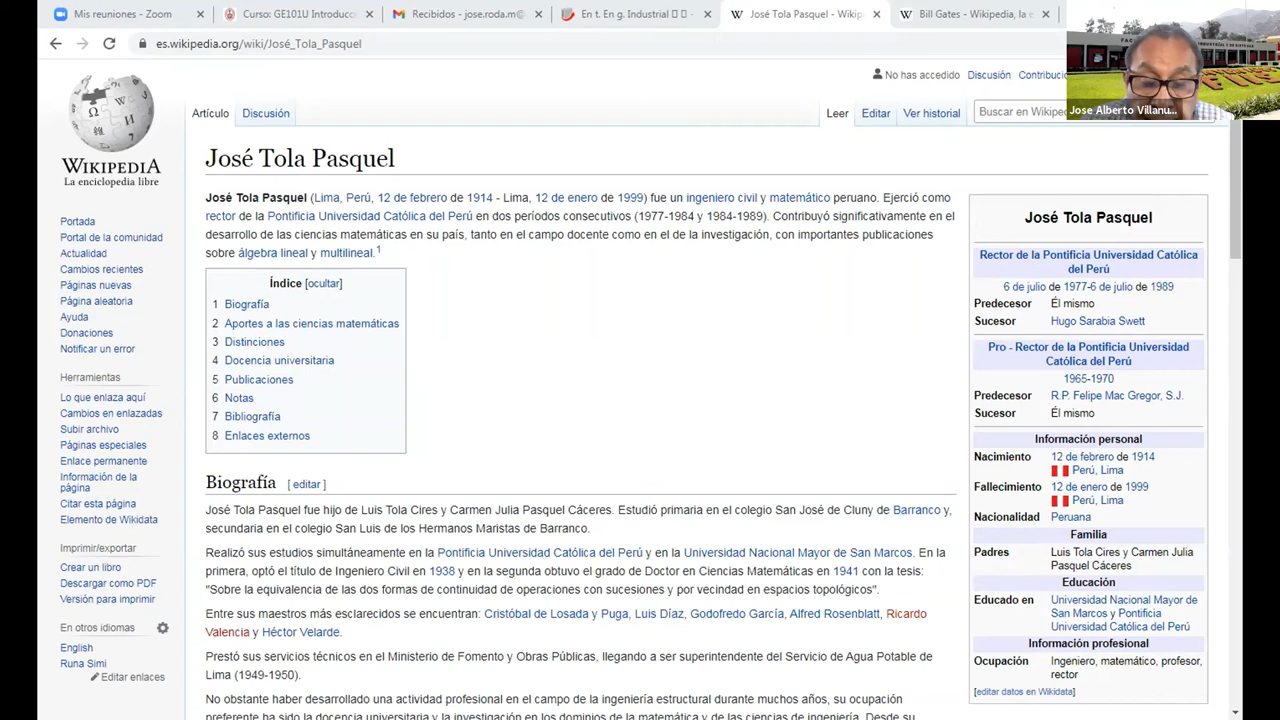 Mis reuniones - Zoom
Curso: GE101U Introducc
Recibidos - jose.roda.m@
En t. En g. Industrial
José Tola Pasquel - Wikip
Bill Gates - Wikipedia, la e
es.wikipedia.org/wiki/José_Tola_Pasquel
No has accedido Discusión Contribucio
Artículo Discusión Leer Editar Ver historial Buscar en Wikipe
Jose Alberto Villanu...
WIKIPEDIA
La enciclopedia libre
Portada
Portal de la comunidad
Actualidad
Cambios recientes
Páginas nuevas
Página aleatoria
Ayuda
Donaciones
Notificar un error
Herramientas
Lo que enlaza aquí
Cambios en enlazadas
Subir archivo
Páginas especiales
Enlace permanente
Información de la
página
Citar esta página
Elemento de Wikidata
Imprimir/exportar
Crear un libro
Descargar como PDF
Versión para imprimir
En otros idiomas
English
Runa Simi
Editar enlaces
José Tola Pasquel
José Tola Pasquel (Lima, Perú, 12 de febrero de 1914 - Lima, 12 de enero de 1999) fue un ingeniero civil y matemático peruano. Ejerció como
rector de la Pontificia Universidad Católica del Perú en dos períodos consecutivos (1977-1984 y 1984-1989). Contribuyó significativamente en el
desarrollo de las ciencias matemáticas en su país, tanto en el campo docente como en el de la investigación, con importantes publicaciones
sobre álgebra lineal y multilineal.1
Índice [ocultar]
1 Biografía
2 Aportes a las ciencias matemáticas
3 Distinciones
4 Docencia universitaria
5 Publicaciones
6 Notas
7 Bibliografía
8 Enlaces externos
Biografía [ editar ]
José Tola Pasquel fue hijo de Luis Tola Cires y Carmen Julia Pasquel Cáceres. Estudió primaria en el colegio San José de Cluny de Barranco y,
secundaria en el colegio San Luis de los Hermanos Maristas de Barranco.
Realizó sus estudios simultáneamente en la Pontificia Universidad Católica del Perú y en la Universidad Nacional Mayor de San Marcos. En la
primera, optó el título de Ingeniero Civil en 1938 y en la segunda obtuvo el grado de Doctor en Ciencias Matemáticas en 1941 con la tesis:
"Sobre la equivalencia de las dos formas de continuidad de operaciones con sucesiones y por vecindad en espacios topológicos".
Entre sus maestros más esclareclos se encuentran: Cristóbal de Losada y Puga, Luis Díaz, Godofredo García, Alfred Rosenblatt, Ricardo
Valencia y Héctor Velarde.
Prestó sus servicios técnicos en el Ministerio de Fomento y Obras Públicas, llegando a ser superintendente del Servicio de Agua Potable de
Lima (1949-1950).
No obstante haber desarrollado una actividad profesional en el campo de la ingeniería estructural durante muchos años, su ocupación
preferente ha sido la docencia universitaria y la investigación en los dominios de la matemática y de las ciencias de ingeniería. Desde su
José Tola Pasquel
Rector de la Pontificia Universidad Católica
del Perú
6 de julio de 1977-6 de julio de 1989
Predecesor Él mismo
Sucesor Hugo Sarabia Swett
Pro - Rector de la Pontificia Universidad
Católica del Perú
1965-1970
Predecesor R.P. Felipe Mac Gregor, S.J.
Sucesor Él mismo
Información personal
Nacimiento 12 de febrero de 1914
Perú, Lima
Fallecimiento 12 de enero de 1999
Perú, Lima
Nacionalidad Peruana
Familia
Padres Luis Tola Cires y Carmen Julia
Pasquel Cáceres
Educación
Educado en Universidad Nacional Mayor de
San Marcos y Pontificia
Universidad Católica del Perú
Información profesional
Ocupación Ingeniero, matemático, profesor,
rector
[editar datos en Wikidata]